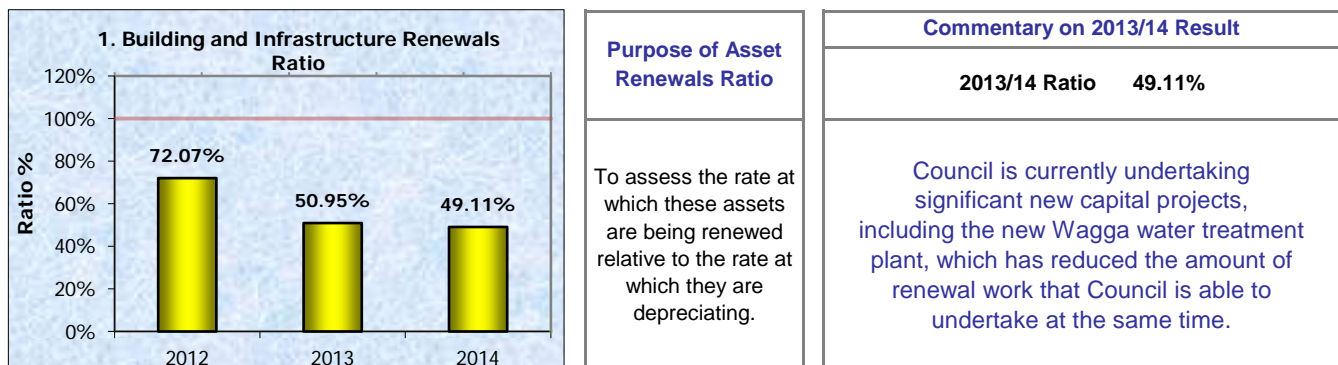 1. Building and Infrastructure Renewals
Ratio
120%
100%
80%
60%
40%
20%
0%
Ratio %
72.07%
50.95%
49.11%
2012
2013
2014
Purpose of Asset
Renewals Ratio
To assess the rate at
which these assets
are being renewed
relative to the rate at
which they are
depreciating.
Commentary on 2013/14 Result
2013/14 Ratio 49.11%
Council is currently undertaking
significant new capital projects,
including the new Wagga water treatment
plant, which has reduced the amount of
renewal work that Council is able to
undertake at the same time.